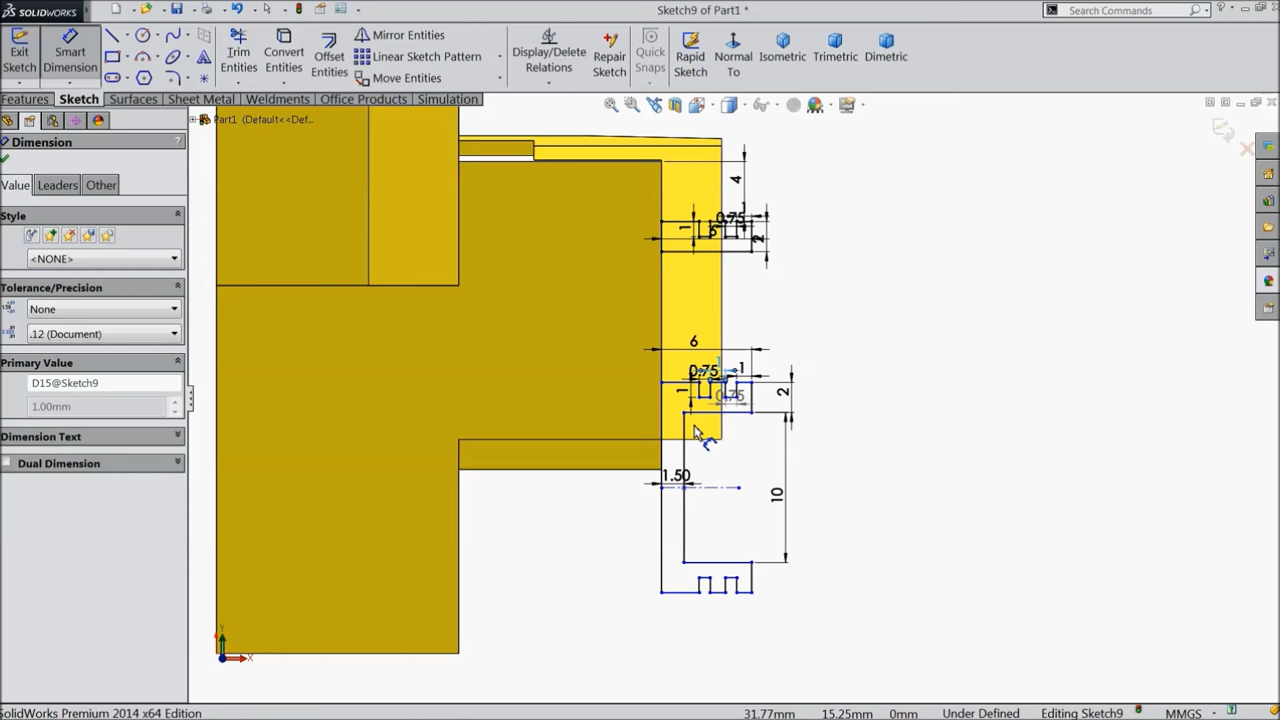 SOLIDWORKS
Sketch9 of Part1 *
Search Commands
Exit Sketch
Smart Dimension
Trim Entities
Convert Entities
Offset Entities
Mirror Entities
Linear Sketch Pattern
Move Entities
Display/Delete Relations
Repair Sketch
Quick Snaps
Rapid Sketch
Normal To
Isometric
Trimetric
Dimetric
Features
Sketch
Surfaces
Sheet Metal
Weldments
Office Products
Simulation
Part1 (Default<<Def...
Dimension
Value
Leaders
Other
Style
<NONE>
Tolerance/Precision
None
.12 (Document)
Primary Value
D15@Sketch9
1.00mm
Dimension Text
Dual Dimension
4
0.75
1
1
6
2
6
0.75
1
1
0.75
2
1.50
10
Y
X
SolidWorks Premium 2014 x64 Edition
31.77mm
15.25mm
0mm
Under Defined
Editing Sketch9
MMGS